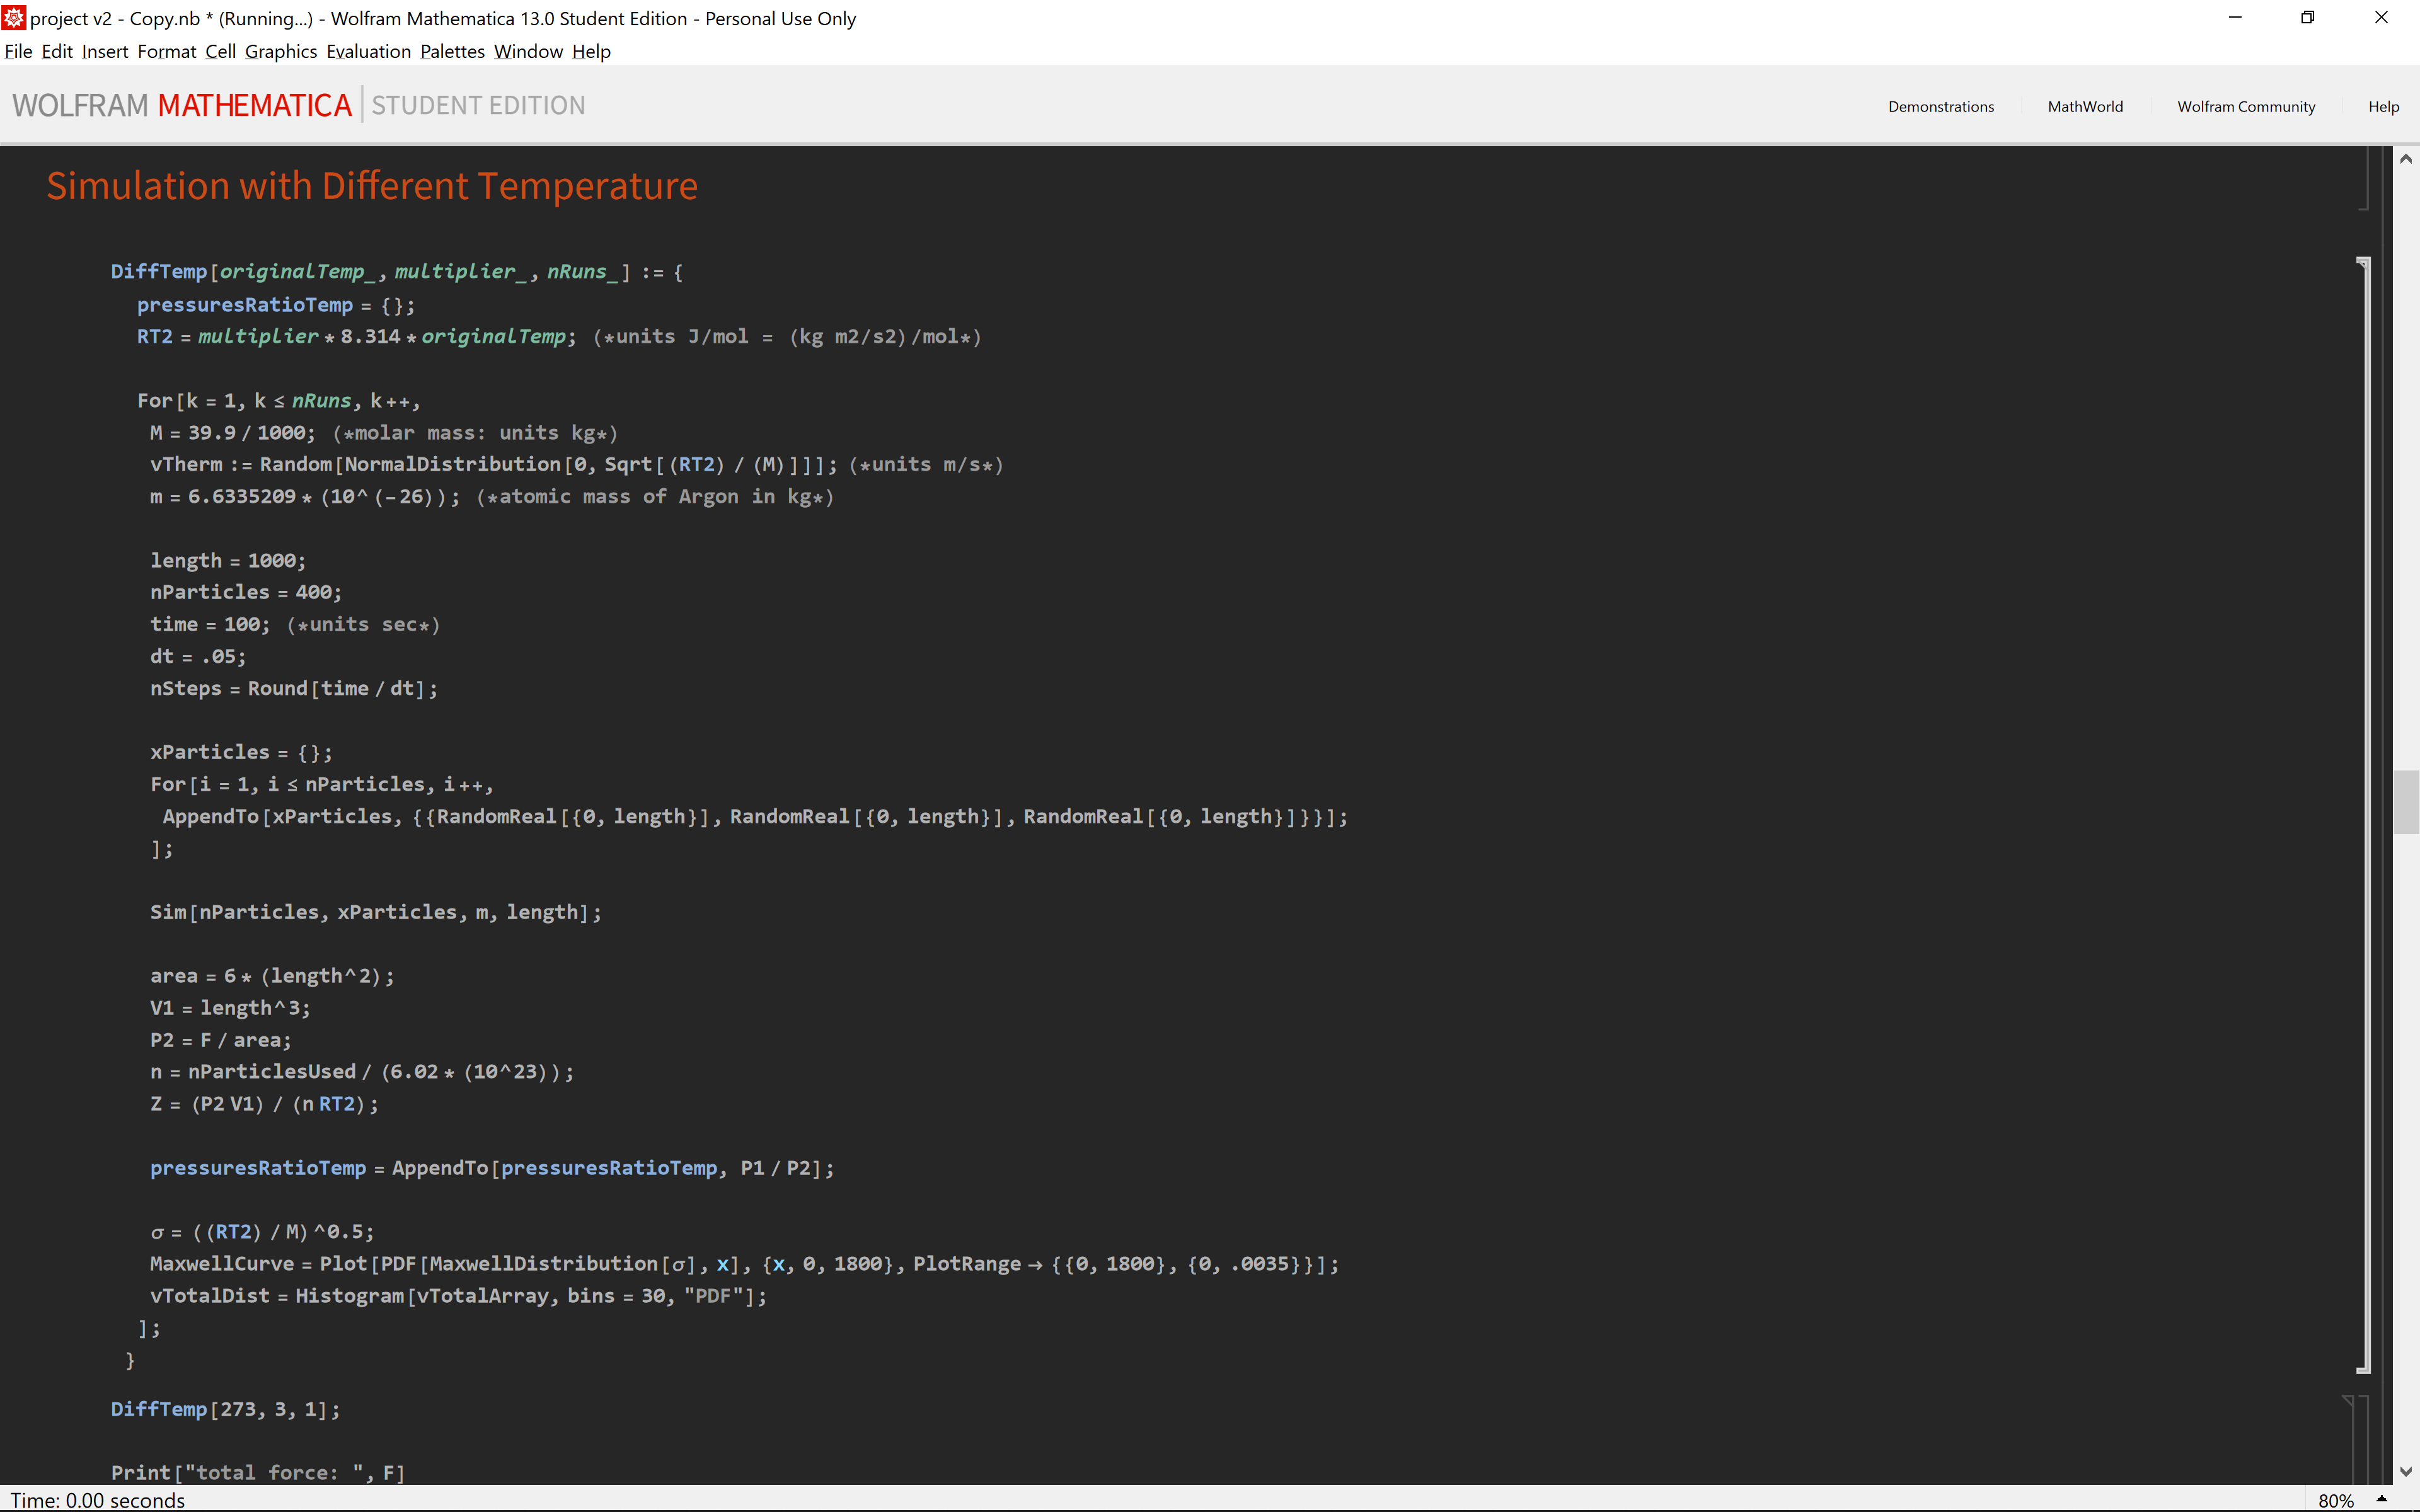 project v2 - Copy.nb * (Running...) - Wolfram Mathematica 13.0 Student Edition - Personal Use Only
File Edit Insert Format Cell Graphics Evaluation Palettes Window Help
WOLFRAM MATHEMATICA STUDENT EDITION Demonstrations MathWorld Wolfram Community Help
Simulation with Different Temperature
DiffTemp[originalTemp_, multiplier_, nRuns_] := {
pressuresRatioTemp = {};
RT2 = multiplier * 8.314 * originalTemp; (*units J/mol = (kg m2/s2)/mol*)
For[k = 1, k ≤ nRuns, k++,
M = 39.9 / 1000; (*molar mass: units kg*)
vTherm := Random[NormalDistribution[0, Sqrt[(RT2) / (M)]]]; (*units m/s*)
m = 6.6335209 * (10^ (-26)); (*atomic mass of Argon in kg*)
length = 1000;
nParticles = 400;
time = 100; (*units sec*)
dt = .05;
nSteps = Round[time / dt];
xParticles = {};
For[i = 1, i ≤ nParticles, i++,
AppendTo[xParticles, {{RandomReal[{0, length}], RandomReal[{0, length}], RandomReal[{0, length}]}}];
];
Sim[nParticles, xParticles, m, length];
area = 6 * (length^2);
V1 = length^3;
P2 = F / area;
n = nParticlesUsed / (6.02 * (10^23));
Z = (P2 V1) / (n RT2);
pressuresRatioTemp = AppendTo[pressuresRatioTemp, P1 / P2];
σ = ((RT2) / M)^0.5;
MaxwellCurve = Plot[PDF[MaxwellDistribution[σ], x], {x, 0, 1800}, PlotRange → {{0, 1800}, {0, .0035}}];
vTotalDist = Histogram[vTotalArray, bins = 30, "PDF"];
];
}
DiffTemp[273, 3, 1];
Print["total force: ", F]
Time: 0.00 seconds 80%